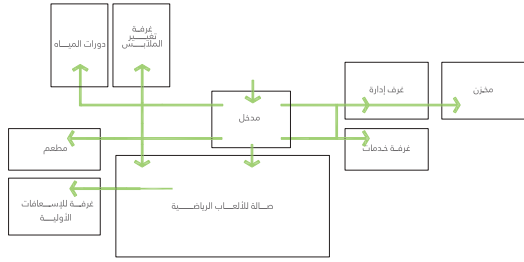 غرفة
تغيير
الملابس
دورات المياه
مدخل
غرف إدارة
مخزن
مطعم
غرفة خدمات
صالة للألعاب الرياضية
غرفة للإسعافات
الأولية